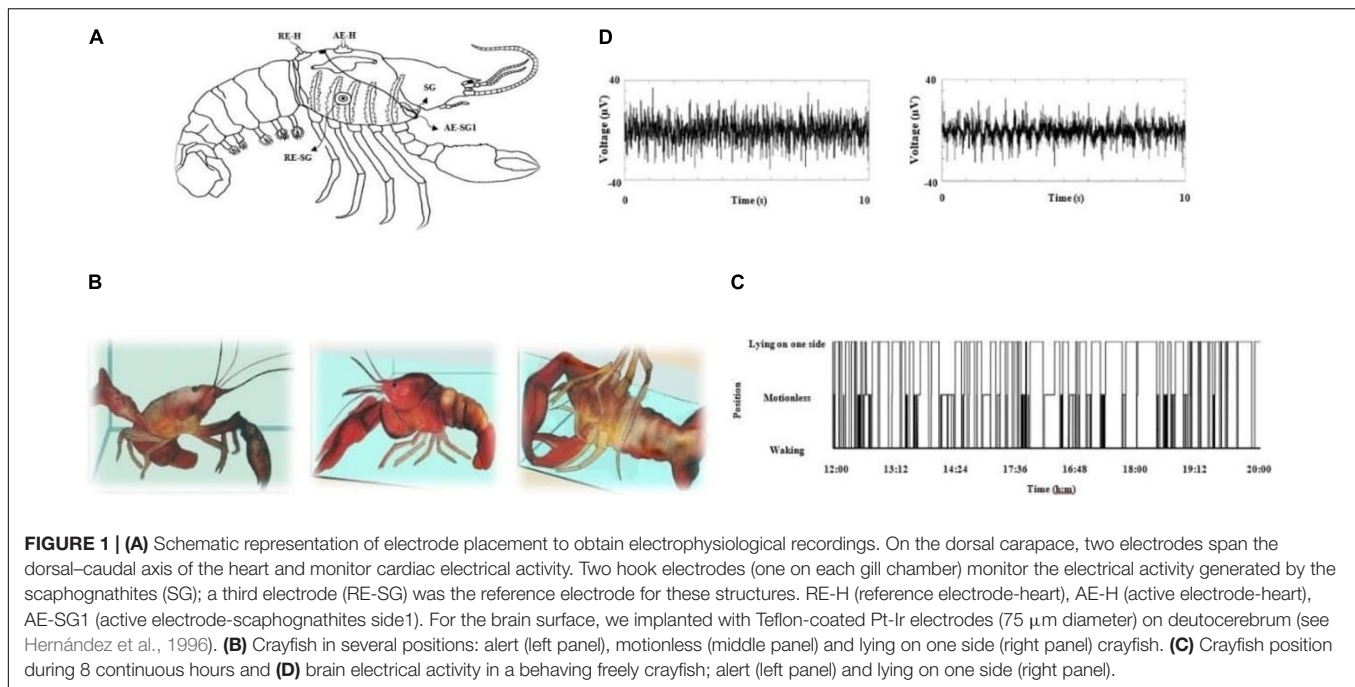 A
RE-H
AE-H
SG
AE-SG1
RE-SG
D
40
Voltage (µV)
-40
0
Time (s)
10
40
Voltage (µV)
-40
0
Time (s)
10
B
C
Lying on one side
Position
Motionless
Waking
12:00 13:12 14:24 17:36 16:48 18:00 19:12 20:00
Time (h:m)
FIGURE 1 | (A) Schematic representation of electrode placement to obtain electrophysiological recordings. On the dorsal carapace, two electrodes span the
dorsal–caudal axis of the heart and monitor cardiac electrical activity. Two hook electrodes (one on each gill chamber) monitor the electrical activity generated by the
scaphognathites (SG); a third electrode (RE-SG) was the reference electrode for these structures. RE-H (reference electrode-heart), AE-H (active electrode-heart),
AE-SG1 (active electrode-scaphognathites side1). For the brain surface, we implanted with Teflon-coated Pt-Ir electrodes (75 μm diameter) on deutocerebrum (see
Hernández et al., 1996). (B) Crayfish in several positions: alert (left panel), motionless (middle panel) and lying on one side (right panel) crayfish. (C) Crayfish position
during 8 continuous hours and (D) brain electrical activity in a behaving freely crayfish; alert (left panel) and lying on one side (right panel).